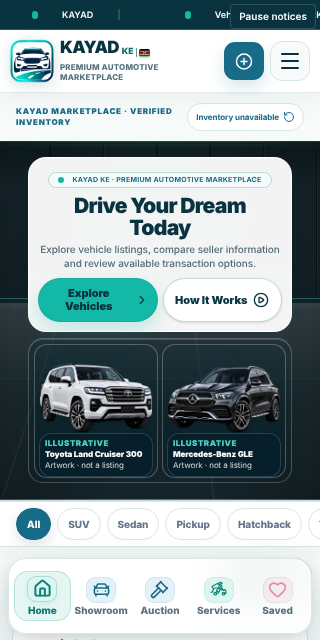 KAYAD
Pause notices
KAYAD KE
PREMIUM AUTOMOTIVE
MARKETPLACE
KAYAD MARKETPLACE · VERIFIED
INVENTORY
Inventory unavailable
KAYAD KE · PREMIUM AUTOMOTIVE MARKETPLACE
Drive Your Dream
Today
Explore vehicle listings, compare seller information
and review available transaction options.
Explore
Vehicles
How It Works
ILLUSTRATIVE
Toyota Land Cruiser 300
Artwork · not a listing
ILLUSTRATIVE
Mercedes-Benz GLE
Artwork · not a listing
All
SUV
Sedan
Pickup
Hatchback
Home
Showroom
Auction
Services
Saved